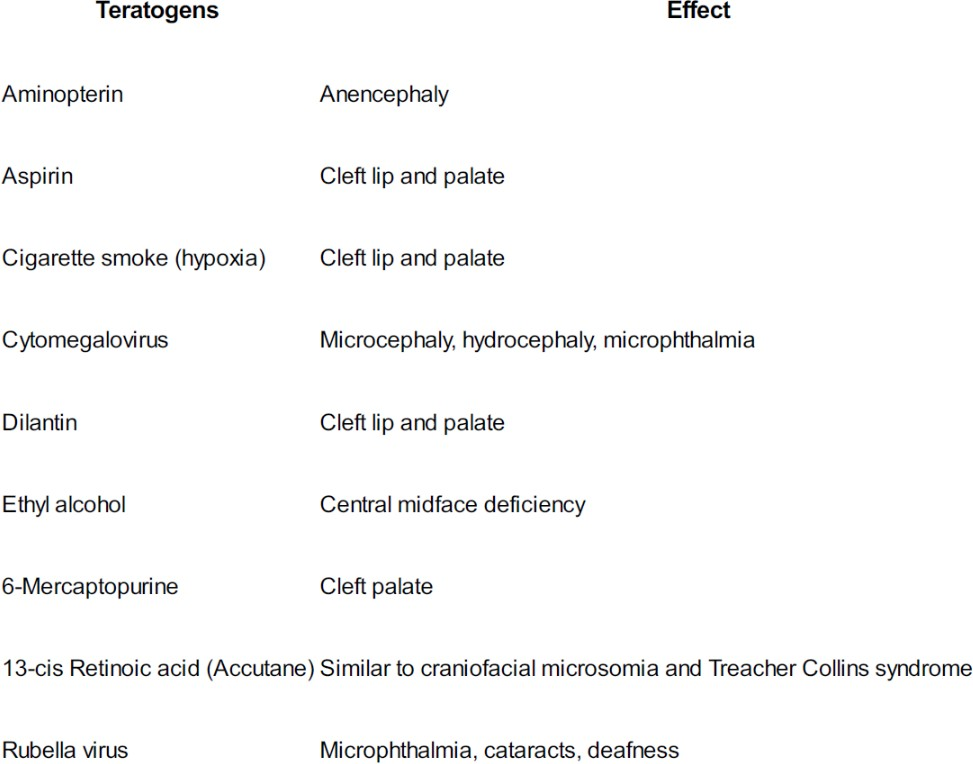 Teratogens Effect
Aminopterin Anencephaly
Aspirin Cleft lip and palate
Cigarette smoke (hypoxia) Cleft lip and palate
Cytomegalovirus Microcephaly, hydrocephaly, microphthalmia
Dilantin Cleft lip and palate
Ethyl alcohol Central midface deficiency
6-Mercaptopurine Cleft palate
13-cis Retinoic acid (Accutane) Similar to craniofacial microsomia and Treacher Collins syndrome
Rubella virus Microphthalmia, cataracts, deafness